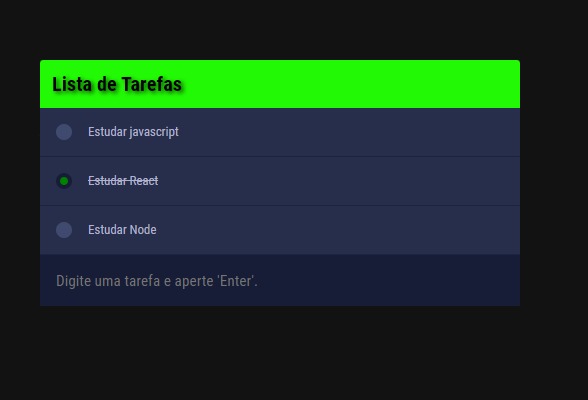 Lista de Tarefas
Estudar javascript
Estudar React
Estudar Node
Digite uma tarefa e aperte 'Enter'.